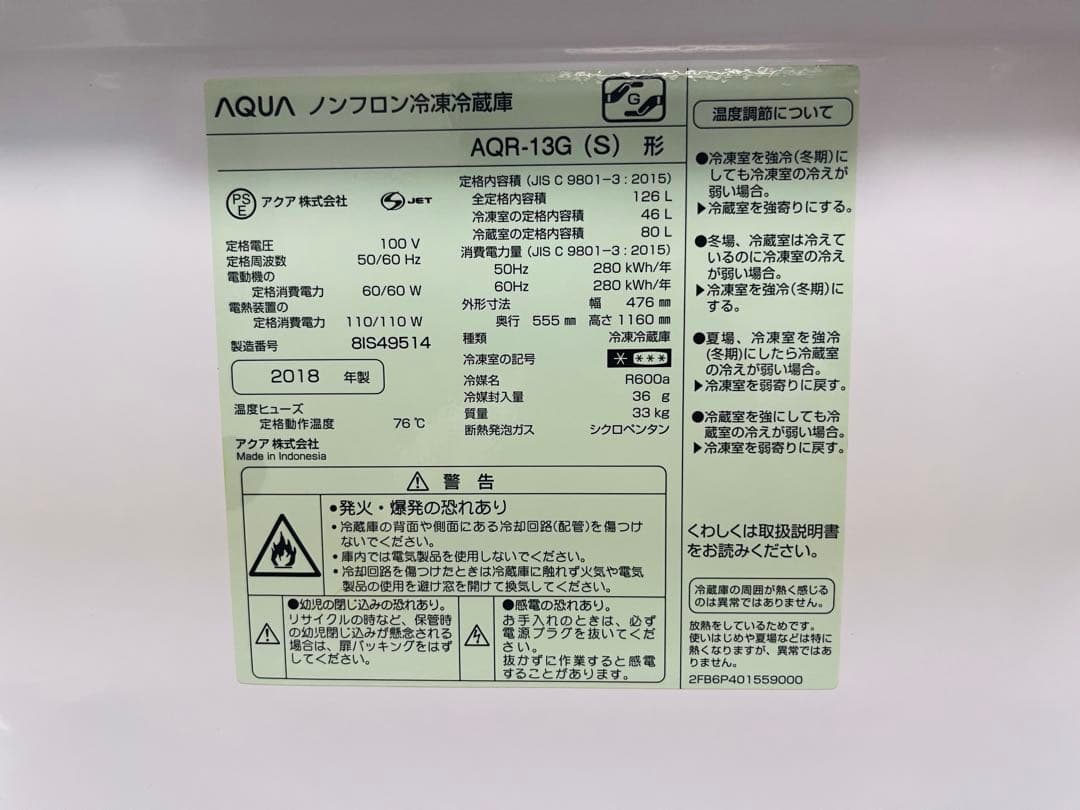 AQUA ノンフロン冷凍冷蔵庫
G
AQR-13G (S) 形
PS
E
アクア 株式会社
S JET
定格電圧 100 V
定格周波数 50/60 Hz
電動機の
定格消費電力 60/60 W
電熱装置の
定格消費電力 110/110 W
製造番号 8IS49514
2018 年製
温度ヒューズ
定格動作温度 76 ℃
アクア 株式会社
Made in Indonesia
定格内容積 (JIS C 9801-3 : 2015)
全定格内容積 126 L
冷凍室の定格内容積 46 L
冷蔵室の定格内容積 80 L
消費電力量 (JIS C 9801-3 : 2015)
50Hz 280 kWh/年
60Hz 280 kWh/年
外形寸法 幅 476 ㎜
奥行 555 ㎜ 高さ 1160 ㎜
種類 冷凍冷蔵庫
冷凍室の記号 * ***
冷媒名 R600a
冷媒封入量 36 g
質量 33 kg
断熱発泡ガス シクロペンタン
⚠ 警 告
●発火・爆発の恐れあり
・冷蔵庫の背面や側面にある冷却回路(配管)を傷つけ
ないでください。
・庫内では電気製品を使用しないでください。
・冷却回路を傷つけたときは冷蔵庫に触れず火気や電気
製品の使用を避け窓を開けて換気してください。
●幼児の閉じ込みの恐れあり。
リサイクルの時など、保管時
の幼児閉じ込みが懸念される
場合は、扉パッキングをはず
してください。
●感電の恐れあり。
お手入れのときは、必ず
電源プラグを抜いてくだ
さい。
抜かずに作業すると感電
することがあります。
温度調節について
●冷凍室を強冷(冬期)に
しても冷凍室の冷えが
弱い場合。
▶冷蔵室を強寄りにする。
●冬場、冷蔵室は冷えて
いるのに冷凍室の冷え
が弱い場合。
▶冷凍室を強冷(冬期)に
する。
●夏場、冷凍室を強冷
(冬期)にしたら冷蔵室
の冷えが弱い場合。
▶冷凍室を弱寄りに戻す。
●冷蔵室を強にしても冷
蔵室の冷えが弱い場合。
▶冷凍室を弱寄りに戻す。
くわしくは取扱説明書
をお読みください。
冷蔵庫の周囲が熱く感じる
のは異常ではありません。
放熱をしているためです。
使いはじめや夏場などは特に
熱くなりますが、異常ではあ
りません。
2FB6P401559000